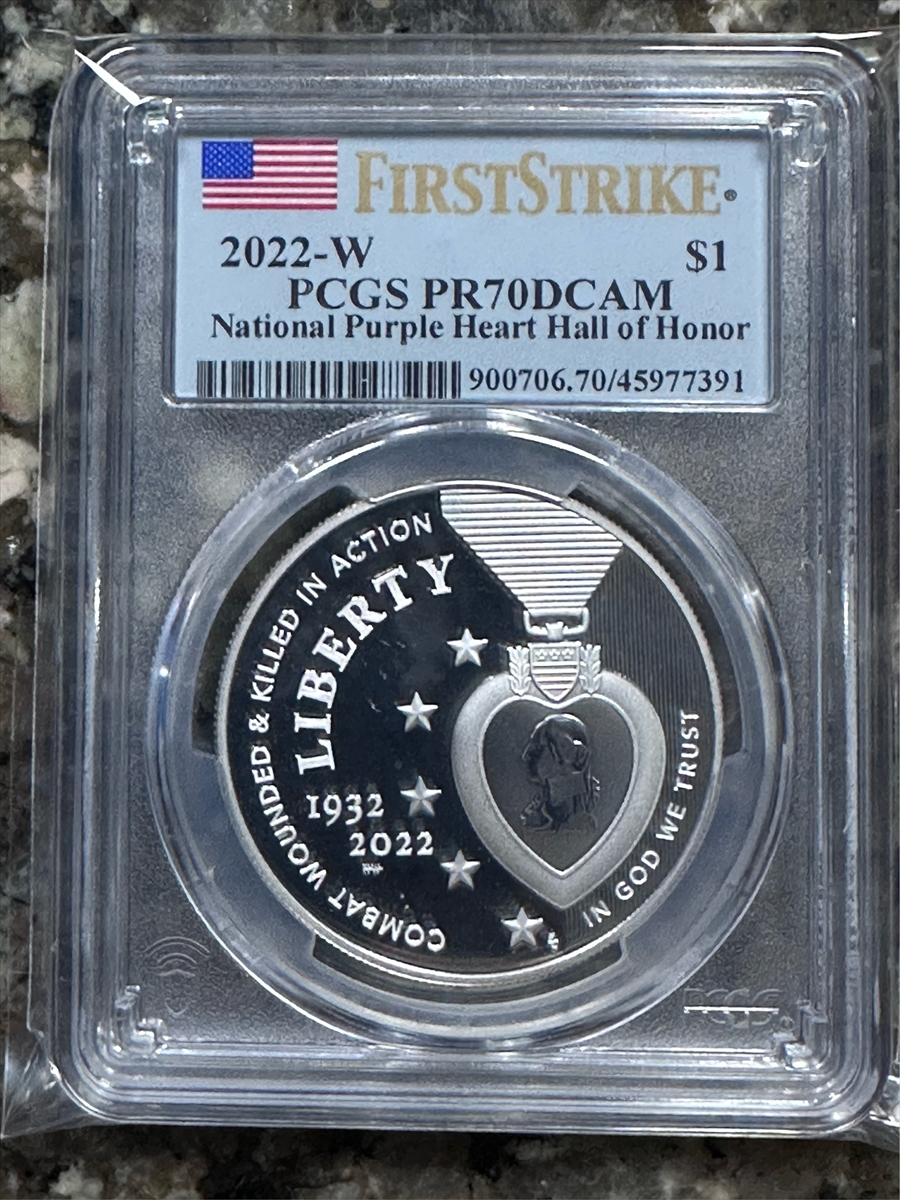 FIRSTSTRIKE®
2022-W $1
PCGS PR70DCAM
National Purple Heart Hall of Honor
900706.70/45977391
COMBAT WOUNDED & KILLED IN ACTION
LIBERTY
1932
2022
IN GOD WE TRUST
PCGS